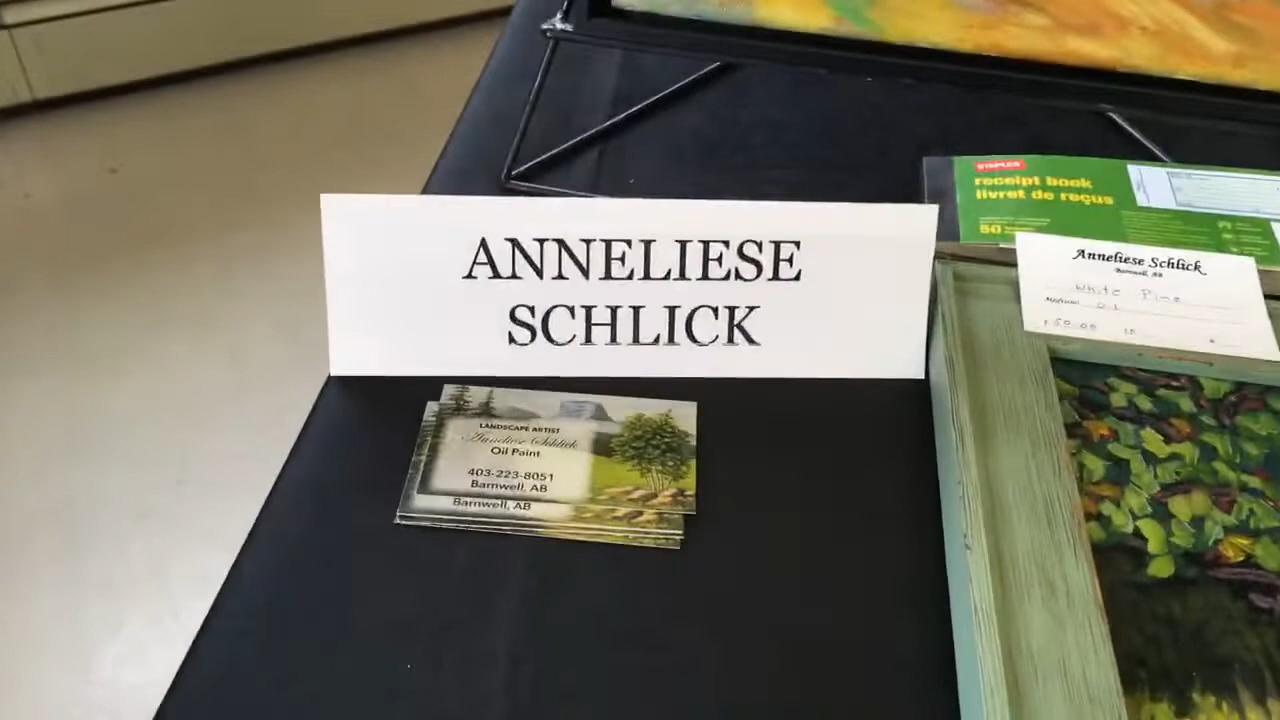 STAPLES
receipt book
livret de reçus
50
Anneliese Schlick
Barnwell, AB
White Pine
Medium
ANNELIESE
SCHLICK
LANDSCAPE ARTIST
Anneliese Schlick
Oil Paint
403-223-8051
Barnwell, AB
Barnwell, AB